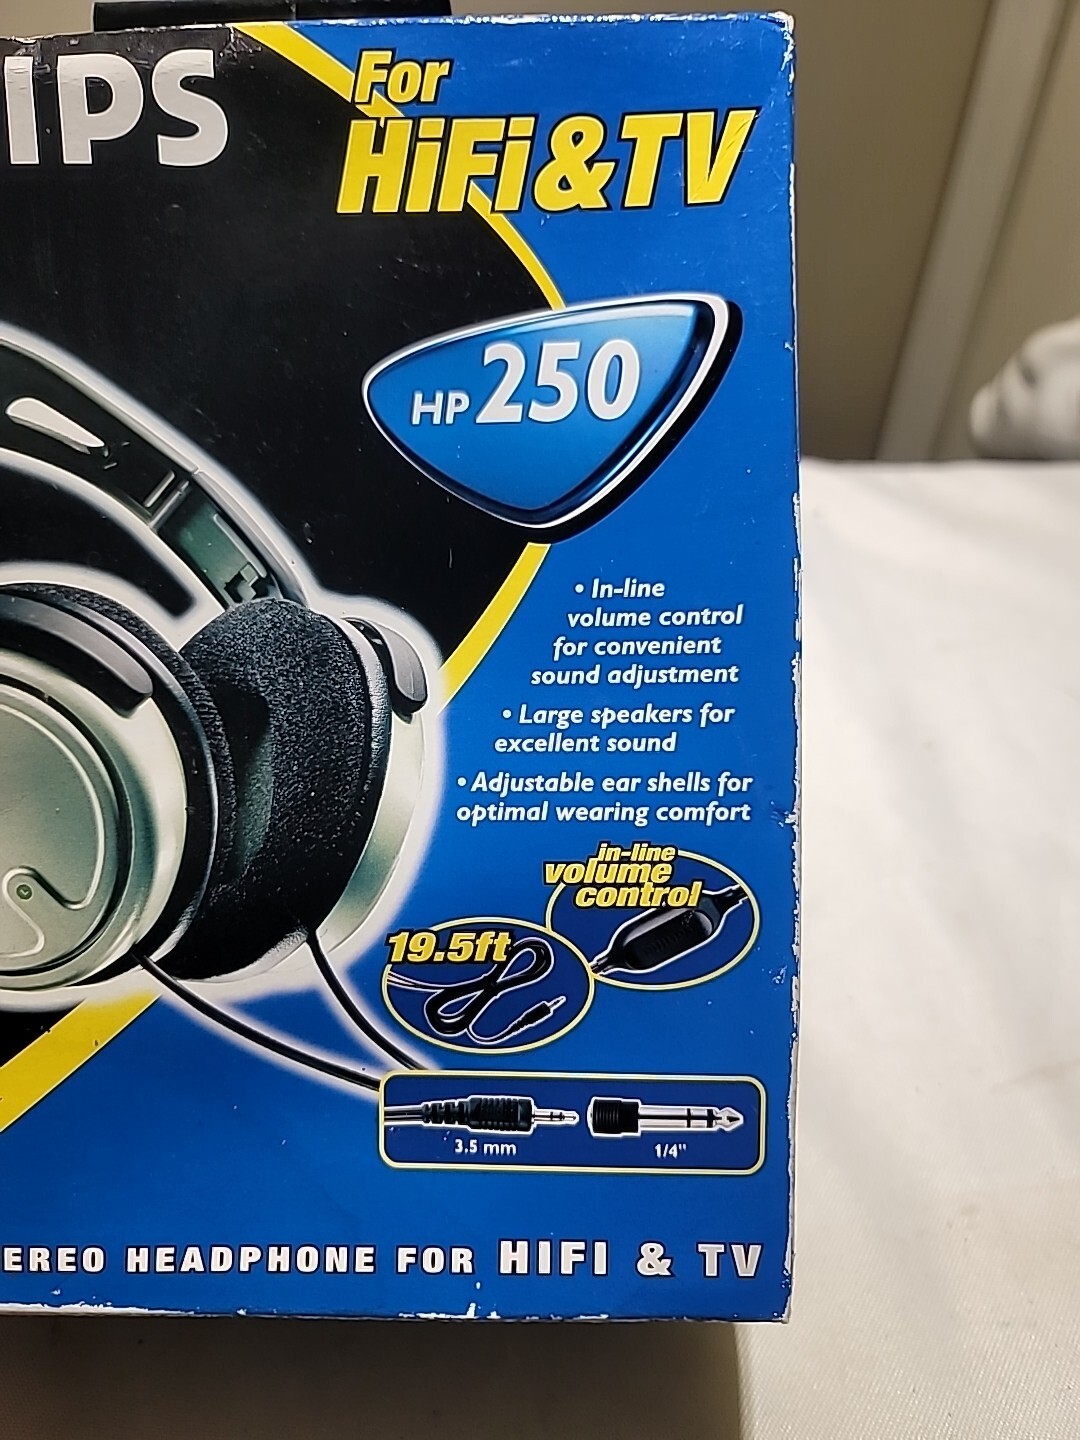 IPS
For
HiFi&TV
HP 250
• In-line
volume control
for convenient
sound adjustment
• Large speakers for
excellent sound
• Adjustable ear shells for
optimal wearing comfort
in-line
volume
control
19.5ft
3.5 mm
1/4"
EREO HEADPHONE FOR HIFI & TV